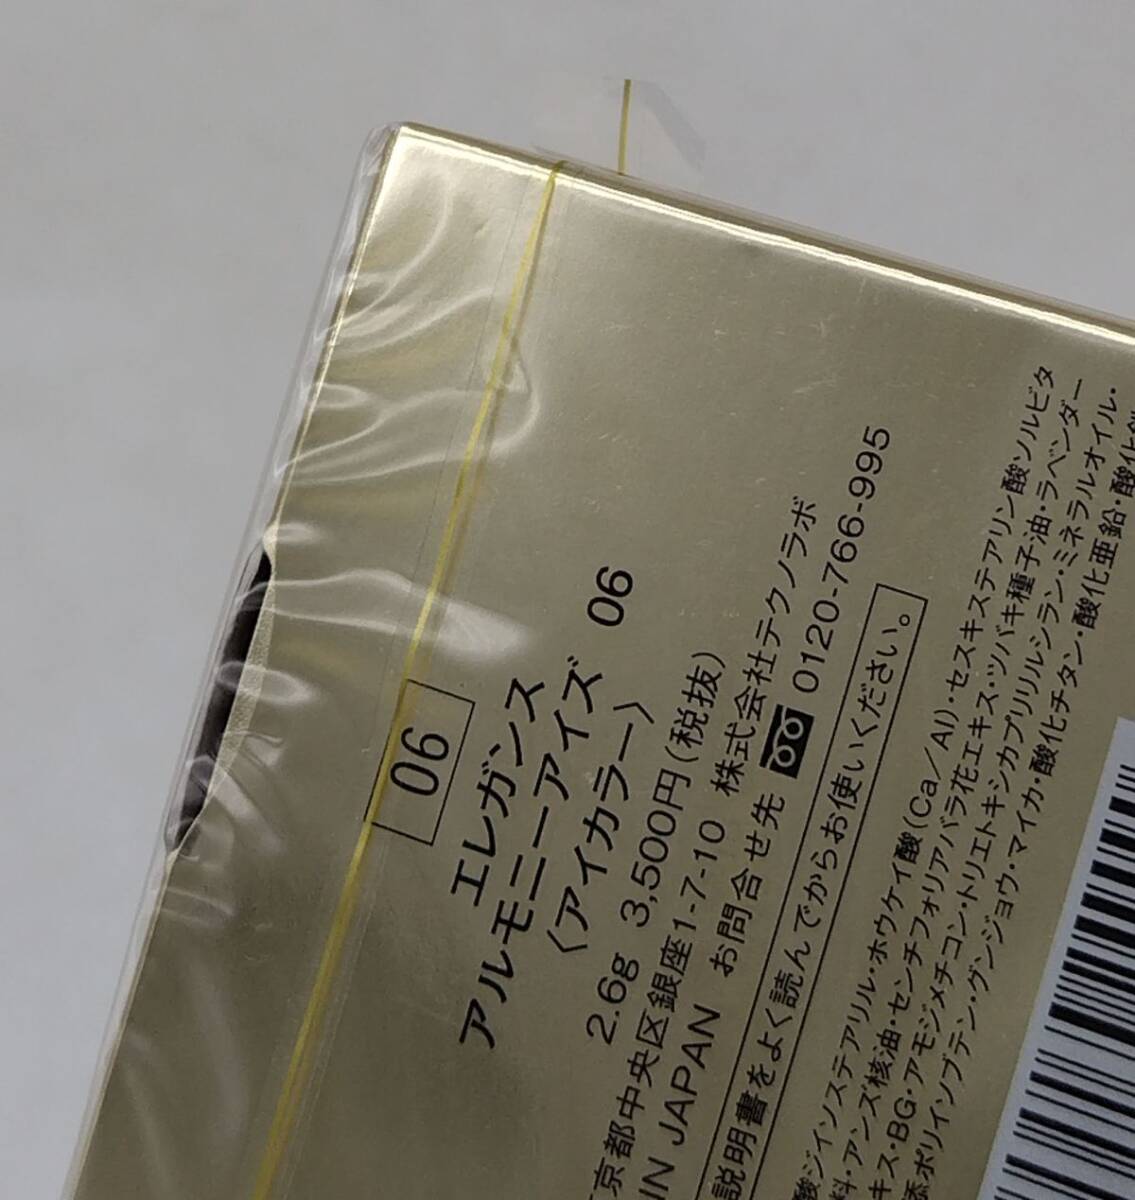 06
エレガンス
アルモニーアイズ 06
〈アイカラー〉
2.6g 3,500円(税抜)
京都中央区銀座1-7-10 株式会社テクノラボ
IN JAPAN お問合せ先 0120-766-995
説明書をよく読んでからお使いください。
酸ジイソステアリル・ホウケイ酸(Ca/Al)・セスキステアリン酸ソルビタ
料・アンズ核油・センチフォリアバラ花エキス・ツバキ種子油・ラベンダー
キス・BG・アモジメチコン・トリエトキシカプリリルシラン・ミネラルオイル・
添ポリイソブテン・グンジョウ・マイカ・酸化チタン・酸化亜鉛・酸化鉄